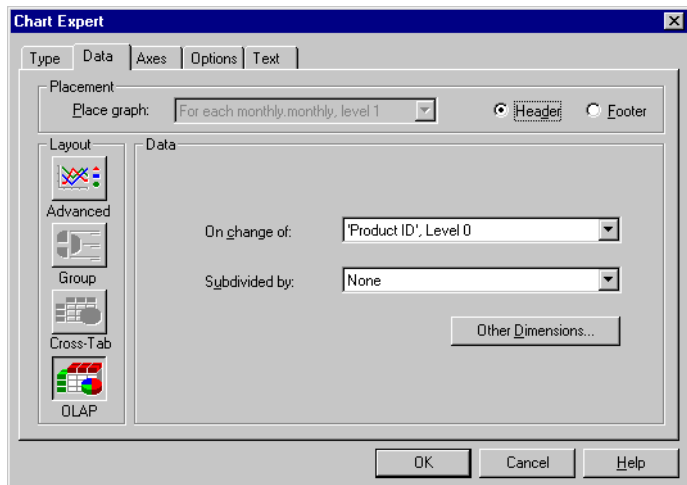 Chart Expert
Type Data Axes Options Text
Placement
Place graph: For each monthly.monthly, level 1 Header Footer
Layout Data
Advanced
On change of: 'Product ID', Level 0
Group
Subdivided by: None
Other Dimensions...
Cross-Tab
OLAP
OK Cancel Help